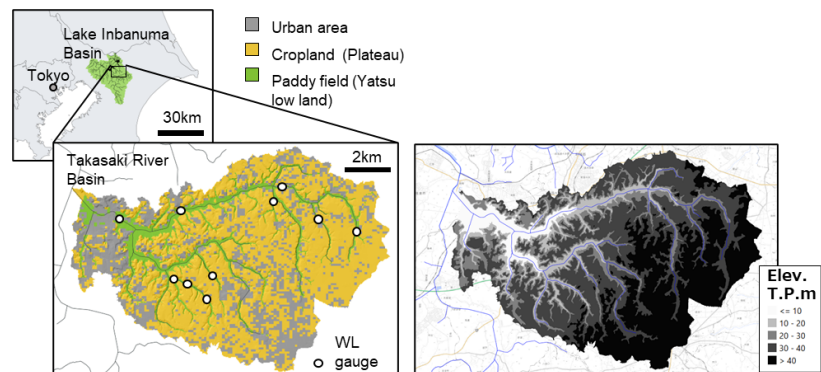 Lake Inbanuma
Basin
Tokyo
30km
Urban area
Cropland (Plateau)
Paddy field (Yatsu
low land)
Takasaki River
Basin
2km
WL
gauge
Elev.
T.P.m
<= 10
10 - 20
20 - 30
30 - 40
> 40